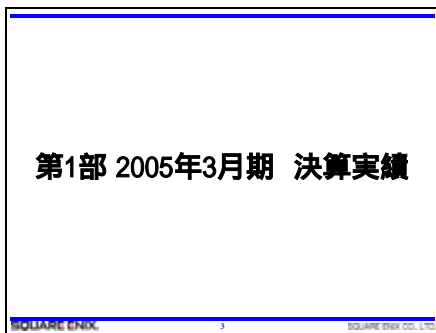 第1部 2005年3月期 決算実績
SQUARE ENIX.
3
SQUARE ENIX CO., LTD